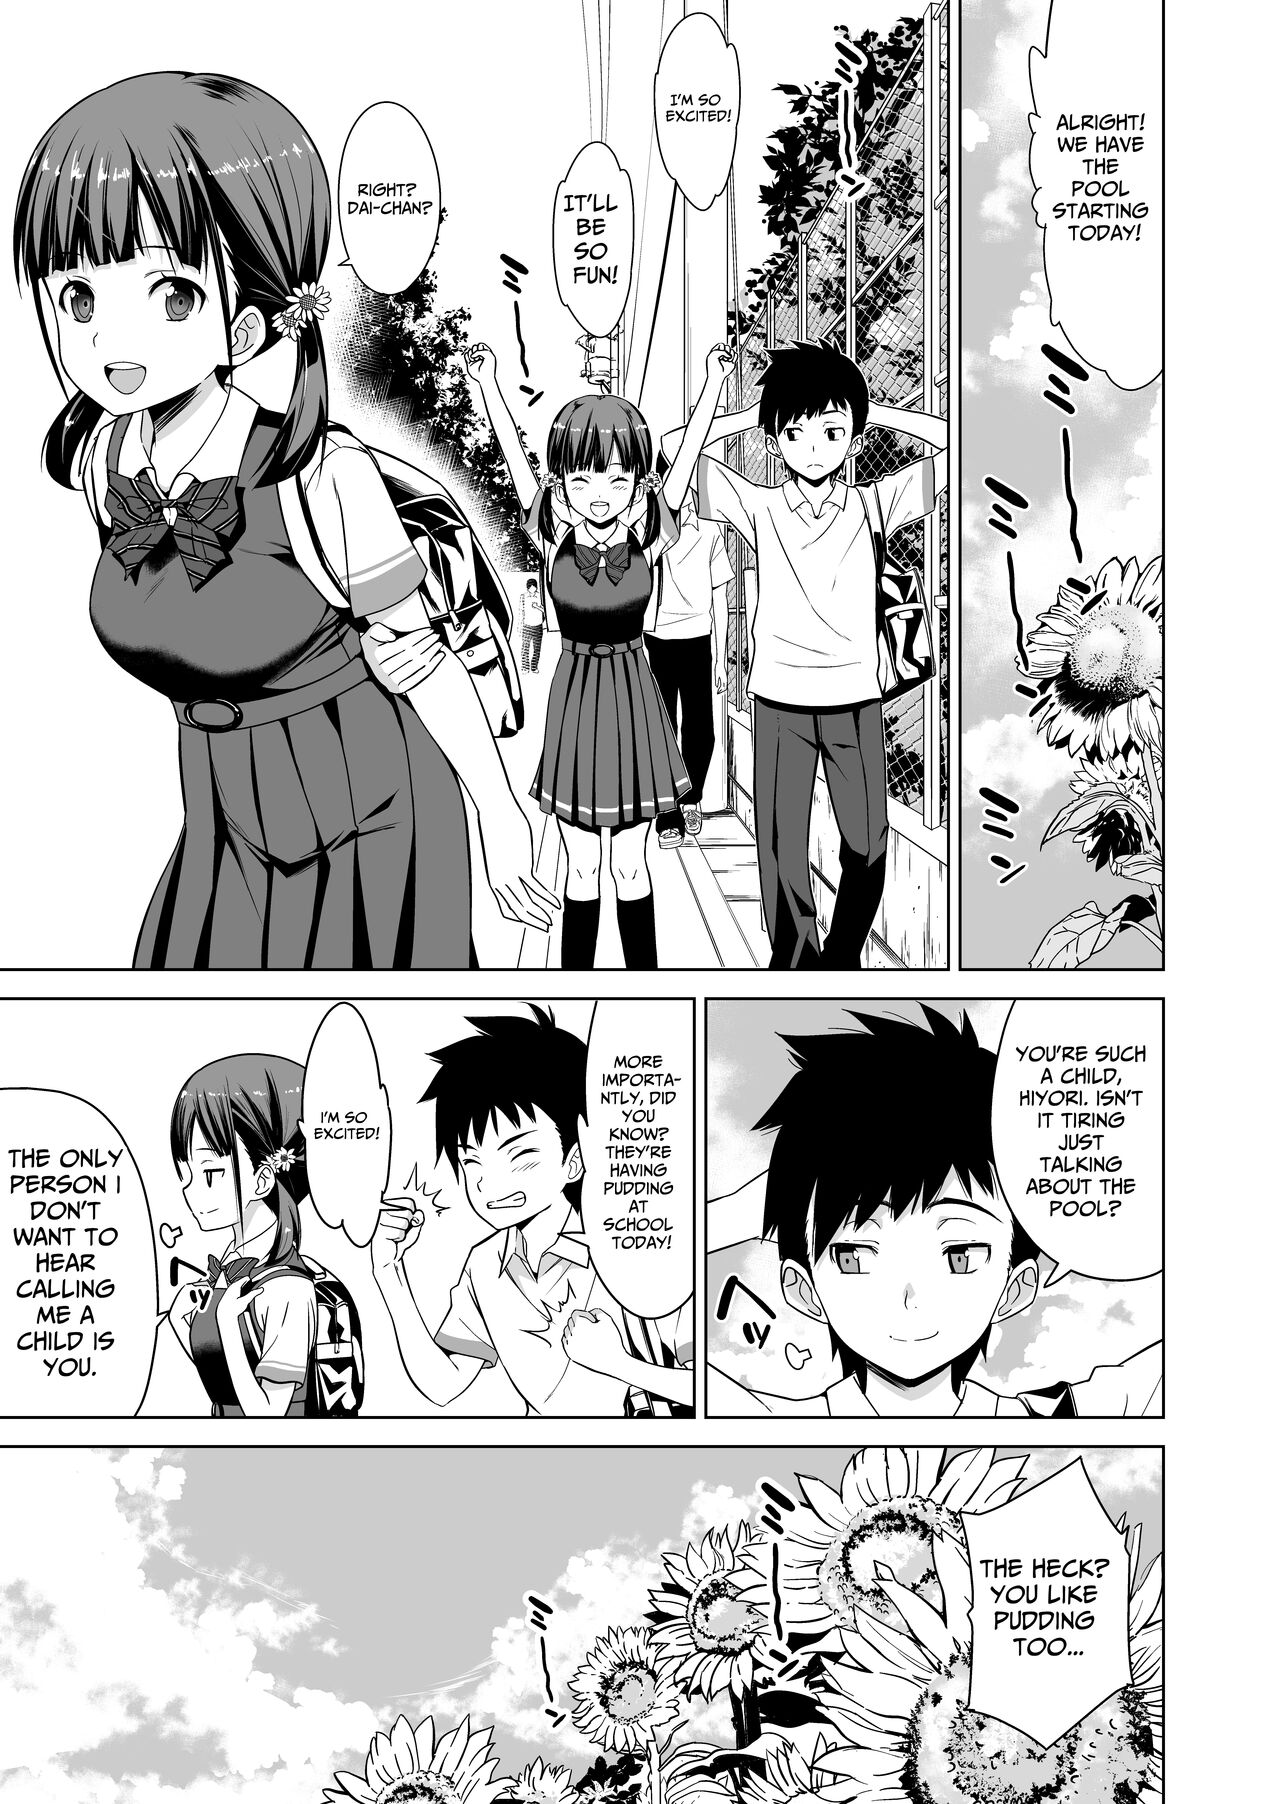 ALRIGHT!
WE HAVE
THE
POOL
STARTING
TODAY!
I'M SO
EXCITED!
IT'LL
BE
SO
FUN!
RIGHT?
DAI-CHAN?
YOU'RE SUCH
A CHILD,
HIYORI. ISN'T
IT TIRING
JUST
TALKING
ABOUT THE
POOL?
MORE
IMPORTA-
NTLY, DID
YOU
KNOW?
THEY'RE
HAVING
PUDDING
AT
SCHOOL
TODAY!
I'M SO
EXCITED!
THE ONLY
PERSON I
DON'T
WANT TO
HEAR
CALLING
ME A
CHILD IS
YOU.
THE HECK?
YOU LIKE
PUDDING
TOO...